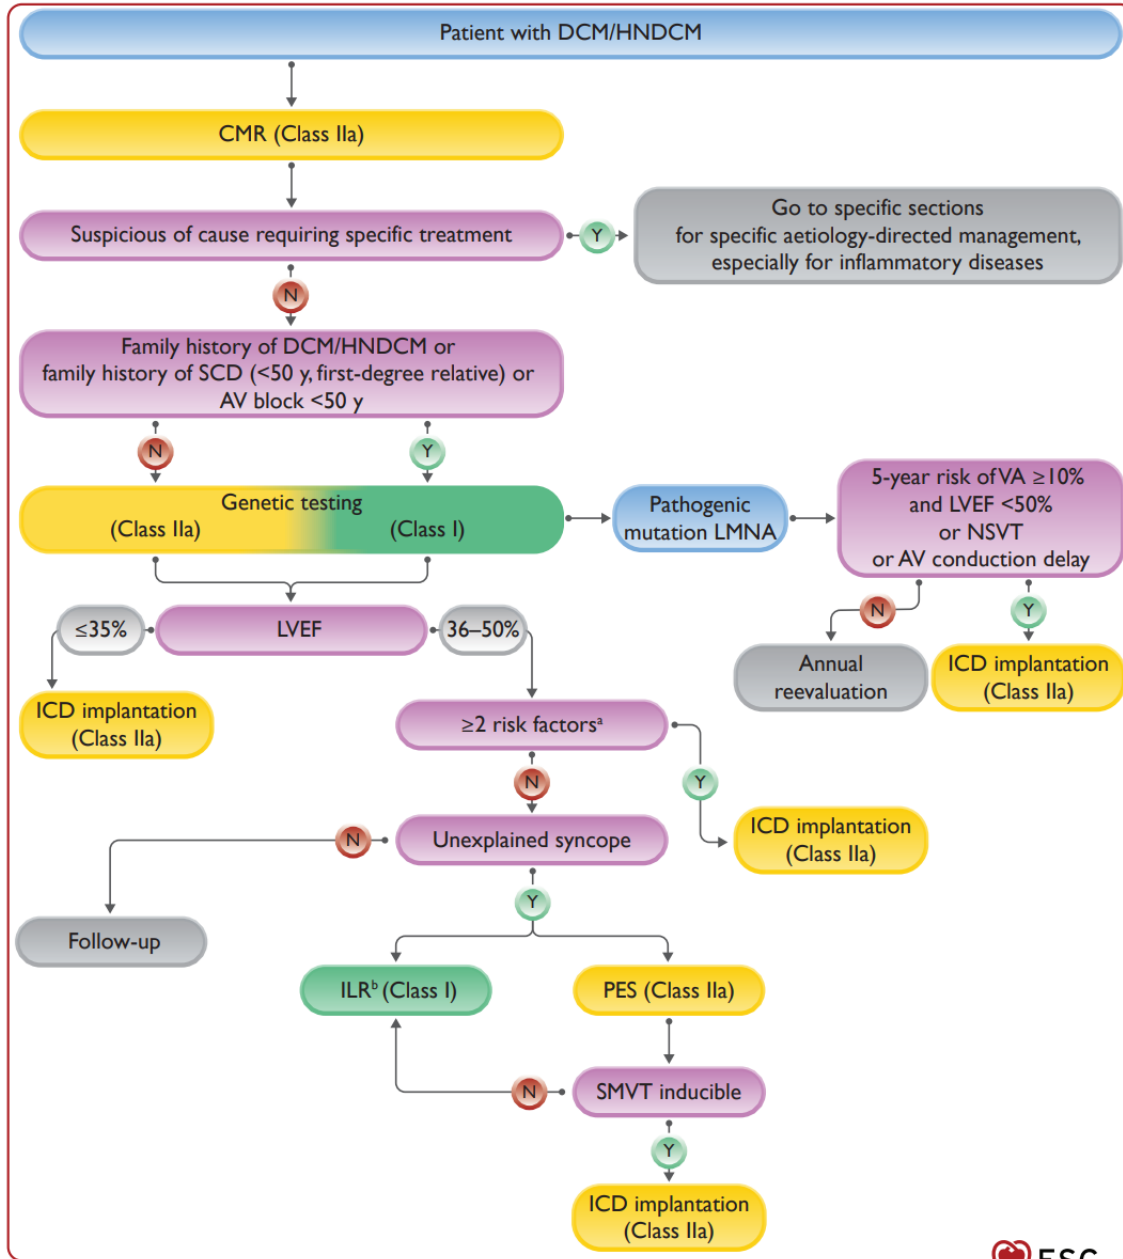 Patient with DCM/HNDCM
CMR (Class IIa)
Suspicious of cause requiring specific treatment
Y
Go to specific sections
for specific aetiology-directed management,
especially for inflammatory diseases
N
Family history of DCM/HNDCM or
family history of SCD (<50 y, first-degree relative) or
AV block <50 y
N
Y
Genetic testing
(Class IIa)
(Class I)
Pathogenic
mutation LMNA
5-year risk of VA ≥10%
and LVEF <50%
or NSVT
or AV conduction delay
N
Y
Annual
reevaluation
ICD implantation
(Class IIa)
≤35%
LVEF
36–50%
ICD implantation
(Class IIa)
≥2 risk factorsᵃ
N
Y
ICD implantation
(Class IIa)
Unexplained syncope
N
Y
Follow-up
ILRᵇ (Class I)
PES (Class IIa)
SMVT inducible
N
Y
ICD implantation
(Class IIa)
ESC